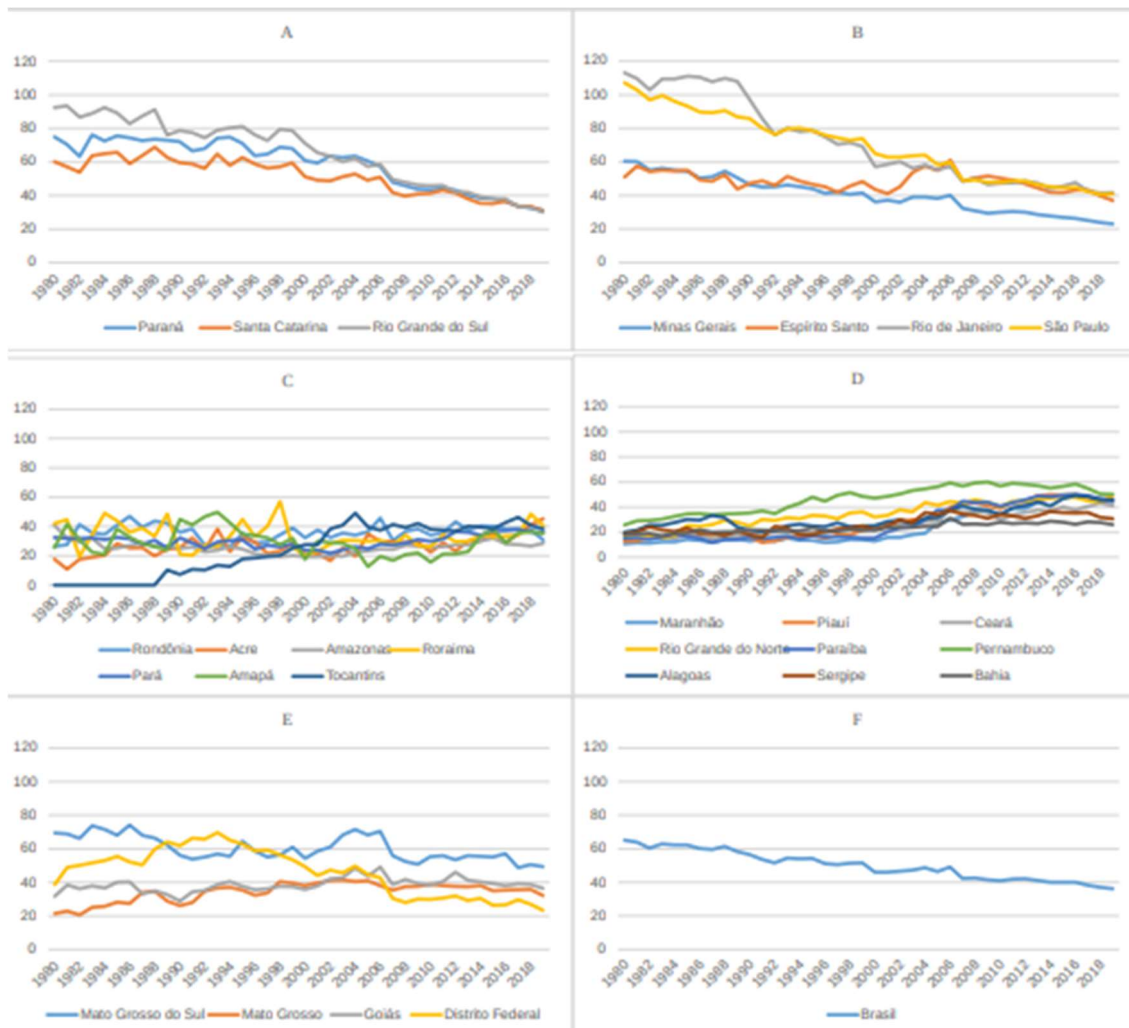 A
120
100
80
60
40
20
0
1980 1982 1984 1986 1988 1990 1992 1994 1996 1998 2000 2002 2004 2006 2008 2010 2012 2014 2016 2018
Paraná Santa Catarina Rio Grande do Sul
B
120
100
80
60
40
20
0
1980 1982 1984 1986 1988 1990 1992 1994 1996 1998 2000 2002 2004 2006 2008 2010 2012 2014 2016 2018
Minas Gerais Espírito Santo Rio de Janeiro São Paulo
C
120
100
80
60
40
20
0
1980 1982 1984 1986 1988 1990 1992 1994 1996 1998 2000 2002 2004 2006 2008 2010 2012 2014 2016 2018
Rondônia Acre Amazonas Roraima
Pará Amapá Tocantins
D
120
100
80
60
40
20
0
1980 1982 1984 1986 1988 1990 1992 1994 1996 1998 2000 2002 2004 2006 2008 2010 2012 2014 2016 2018
Maranhão Piauí Ceará
Rio Grande do Norte Paraíba Pernambuco
Alagoas Sergipe Bahia
E
120
100
80
60
40
20
0
1980 1982 1984 1986 1988 1990 1992 1994 1996 1998 2000 2002 2004 2006 2008 2010 2012 2014 2016 2018
Mato Grosso do Sul Mato Grosso Goiás Distrito Federal
F
120
100
80
60
40
20
0
1980 1982 1984 1986 1988 1990 1992 1994 1996 1998 2000 2002 2004 2006 2008 2010 2012 2014 2016 2018
Brasil